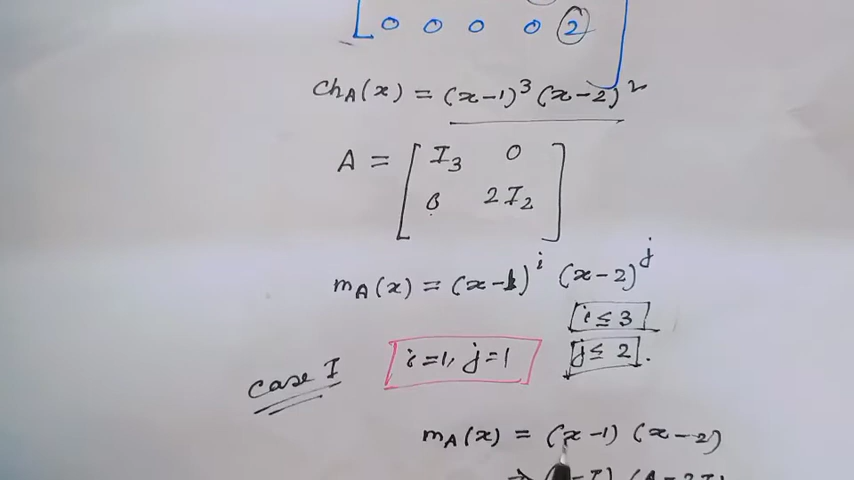 0 0 0 0 2
ch_A(x) = (x-1)^3 (x-2)^2
A = [ I_3 0
0 2I_2 ]
m_A(x) = (x-1)^i (x-2)^j
i ≤ 3
Case I i=1, j=1 j ≤ 2.
m_A(x) = (x-1) (x-2)